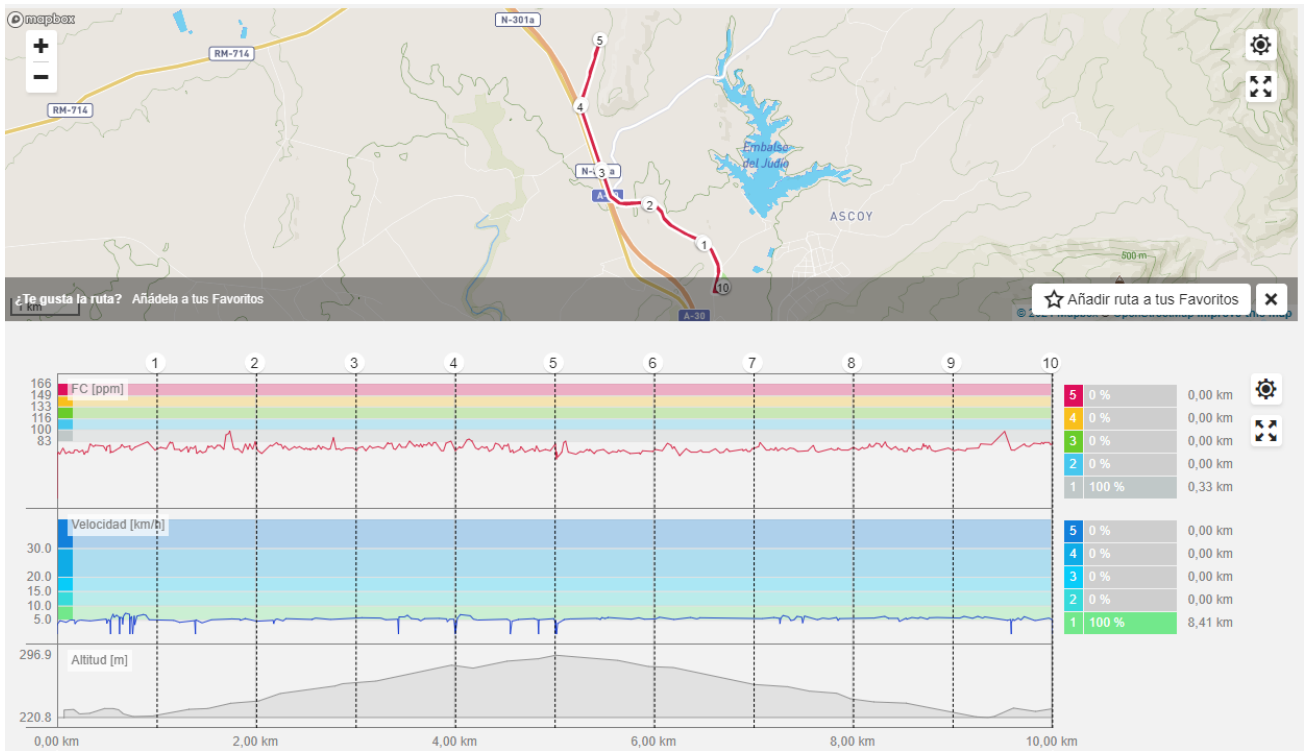 mapbox
N-301a
+
−
RM-714
RM-714
5
4
3
2
1
10
Embalse
del Judío
ASCOY
500 m
¿Te gusta la ruta? Añádela a tus Favoritos
1 km
A-30
Añadir ruta a tus Favoritos
1 2 3 4 5 6 7 8 9 10
FC [ppm]
166
149
133
116
100
83
5 0 % 0,00 km
4 0 % 0,00 km
3 0 % 0,00 km
2 0 % 0,00 km
1 100 % 0,33 km
Velocidad [km/h]
30.0
20.0
15.0
10.0
5.0
5 0 % 0,00 km
4 0 % 0,00 km
3 0 % 0,00 km
2 0 % 0,00 km
1 100 % 8,41 km
296.9
Altitud [m]
220.8
0,00 km 2,00 km 4,00 km 6,00 km 8,00 km 10,00 km